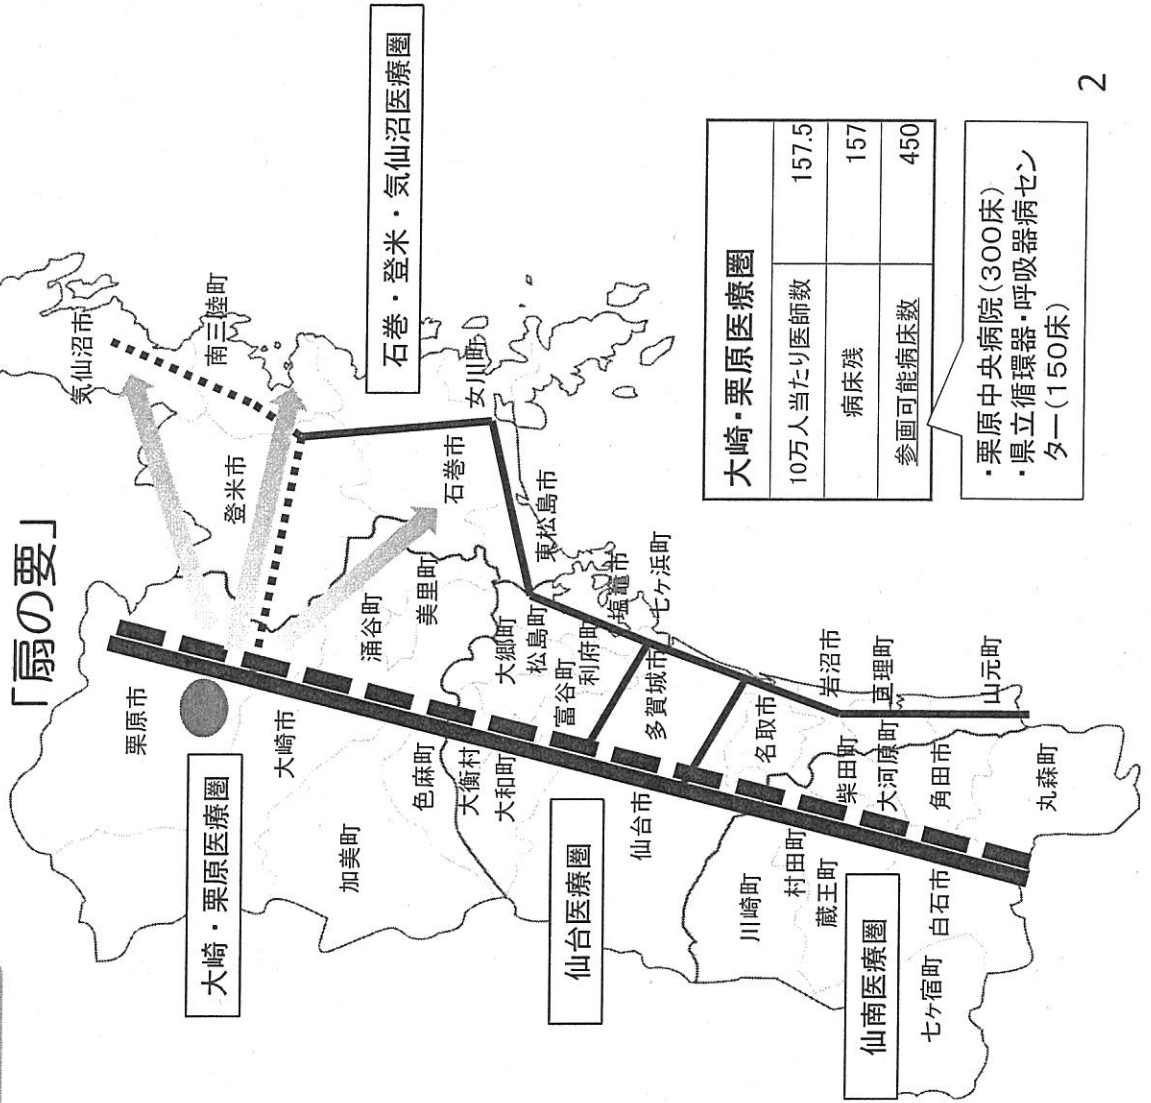 「扇の要」
気仙沼市
南三陸町
栗原市
登米市
石巻・登米・気仙沼医療圏
大崎・栗原医療圏
大崎市
涌谷町
美里町
石巻市
女川町
加美町
色麻町
大衡村
大和町
大郷町
松島町
東松島市
富谷町
利府町
塩竈市
七ヶ浜町
仙台医療圏
仙台市
多賀城市
名取市
岩沼市
亘理町
山元町
川崎町
村田町
蔵王町
柴田町
大河原町
角田市
丸森町
仙南医療圏
白石市
七ヶ宿町
大崎・栗原医療圏
10万人当たり医師数 157.5
病床残 157
参画可能病床数 450
・栗原中央病院(300床)
・県立循環器・呼吸器病セン
ター(150床)
2